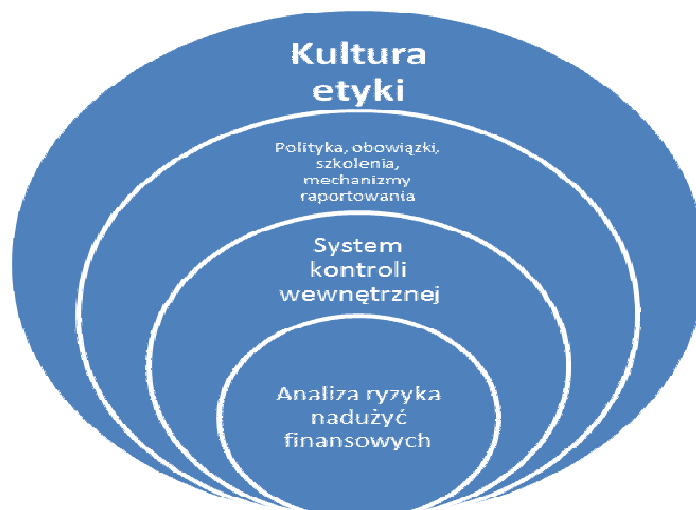 Kultura
etyki
Polityka, obowiązki,
szkolenia,
mechanizmy
raportowania
System
kontroli
wewnętrznej
Analiza ryzyka
nadużyć
finansowych